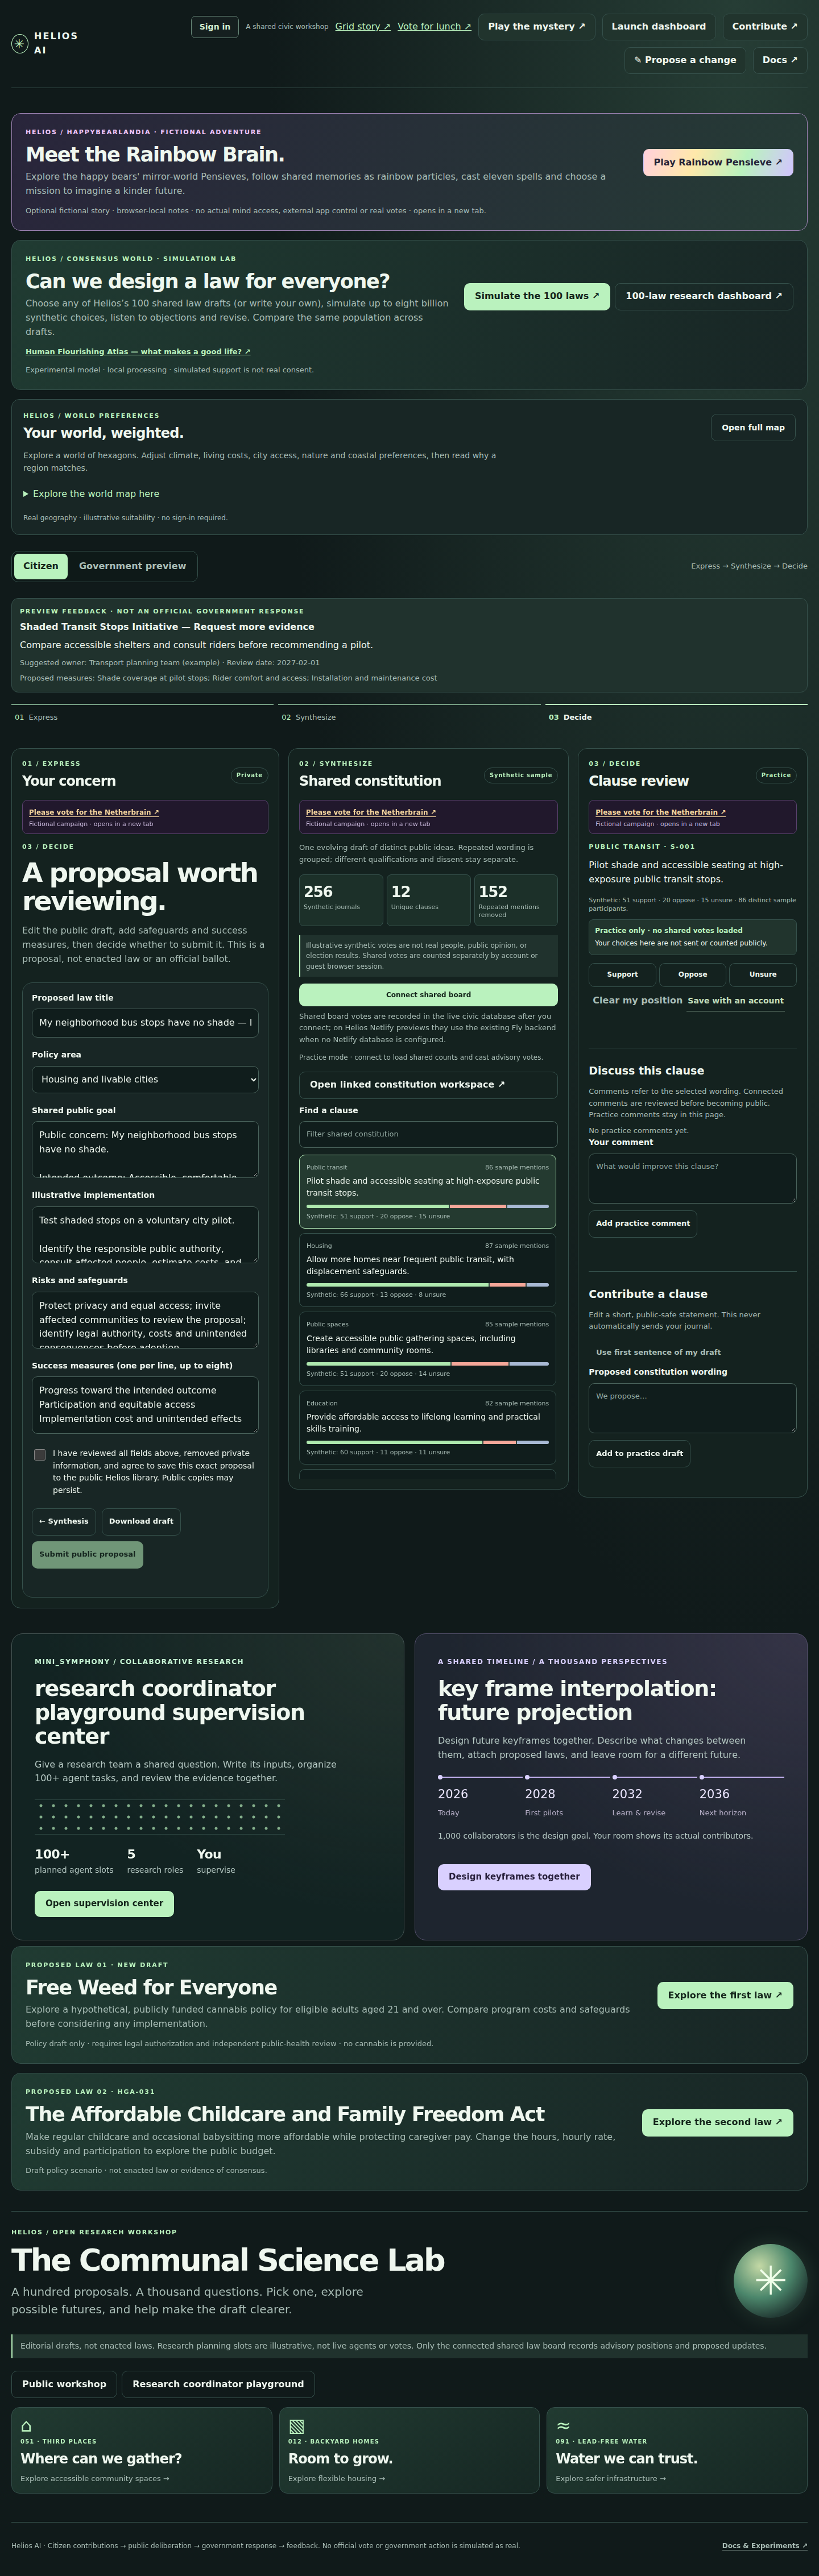 HELIOS AI
Sign in
A shared civic workshop
Grid story ↗
Vote for lunch ↗
Play the mystery ↗
Launch dashboard
Contribute ↗
✎ Propose a change
Docs ↗
HELIOS / HAPPYBEARLANDIA · FICTIONAL ADVENTURE
Meet the Rainbow Brain.
Explore the happy bears' mirror-world Pensieves, follow shared memories as rainbow particles, cast eleven spells and choose a
mission to imagine a kinder future.
Optional fictional story · browser-local notes · no actual mind access, external app control or real votes · opens in a new tab.
Play Rainbow Pensieve ↗
HELIOS / CONSENSUS WORLD · SIMULATION LAB
Can we design a law for everyone?
Choose any of Helios’s 100 shared law drafts (or write your own), simulate up to eight billion
synthetic choices, listen to objections and revise. Compare the same population across
drafts.
Human Flourishing Atlas — what makes a good life? ↗
Experimental model · local processing · simulated support is not real consent.
Simulate the 100 laws ↗
100-law research dashboard ↗
HELIOS / WORLD PREFERENCES
Your world, weighted.
Explore a world of hexagons. Adjust climate, living costs, city access, nature and coastal preferences, then read why a
region matches.
▶ Explore the world map here
Real geography · illustrative suitability · no sign-in required.
Open full map
Citizen
Government preview
Express → Synthesize → Decide
PREVIEW FEEDBACK · NOT AN OFFICIAL GOVERNMENT RESPONSE
Shaded Transit Stops Initiative — Request more evidence
Compare accessible shelters and consult riders before recommending a pilot.
Suggested owner: Transport planning team (example) · Review date: 2027-02-01
Proposed measures: Shade coverage at pilot stops; Rider comfort and access; Installation and maintenance cost
01 Express
02 Synthesize
03 Decide
01 / EXPRESS
Your concern
Private
Please vote for the Netherbrain ↗
Fictional campaign · opens in a new tab
03 / DECIDE
A proposal worth
reviewing.
Edit the public draft, add safeguards and success
measures, then decide whether to submit it. This is a
proposal, not enacted law or an official ballot.
Proposed law title
My neighborhood bus stops have no shade — I
Policy area
Housing and livable cities
Shared public goal
Public concern: My neighborhood bus stops
have no shade.
Intended outcome: Accessible, comfortable
Illustrative implementation
Test shaded stops on a voluntary city pilot.
Identify the responsible public authority,
consult affected people, estimate costs, and
Risks and safeguards
Protect privacy and equal access; invite
affected communities to review the proposal;
identify legal authority, costs and unintended
consequences before adoption.
Success measures (one per line, up to eight)
Progress toward the intended outcome
Participation and equitable access
Implementation cost and unintended effects
I have reviewed all fields above, removed private
information, and agree to save this exact proposal
to the public Helios library. Public copies may
persist.
← Synthesis
Download draft
Submit public proposal
02 / SYNTHESIZE
Shared constitution
Synthetic sample
Please vote for the Netherbrain ↗
Fictional campaign · opens in a new tab
One evolving draft of distinct public ideas. Repeated wording is
grouped; different qualifications and dissent stay separate.
256
Synthetic journals
12
Unique clauses
152
Repeated mentions
removed
Illustrative synthetic votes are not real people, public opinion, or
election results. Shared votes are counted separately by account or
guest browser session.
Connect shared board
Shared board votes are recorded in the live civic database after you
connect; on Helios Netlify previews they use the existing Fly backend
when no Netlify database is configured.
Practice mode · connect to load shared counts and cast advisory votes.
Open linked constitution workspace ↗
Find a clause
Filter shared constitution
Public transit
86 sample mentions
Pilot shade and accessible seating at high-exposure public
transit stops.
Synthetic: 51 support · 20 oppose · 15 unsure
Housing
87 sample mentions
Allow more homes near frequent public transit, with
displacement safeguards.
Synthetic: 66 support · 13 oppose · 8 unsure
Public spaces
85 sample mentions
Create accessible public gathering spaces, including
libraries and community rooms.
Synthetic: 51 support · 20 oppose · 14 unsure
Education
82 sample mentions
Provide affordable access to lifelong learning and practical
skills training.
Synthetic: 60 support · 11 oppose · 11 unsure
03 / DECIDE
Clause review
Practice
Please vote for the Netherbrain ↗
Fictional campaign · opens in a new tab
PUBLIC TRANSIT · S-001
Pilot shade and accessible seating at high-
exposure public transit stops.
Synthetic: 51 support · 20 oppose · 15 unsure · 86 distinct sample
participants.
Practice only · no shared votes loaded
Your choices here are not sent or counted publicly.
Support
Oppose
Unsure
Clear my position
Save with an account
Discuss this clause
Comments refer to the selected wording. Connected
comments are reviewed before becoming public.
Practice comments stay in this page.
No practice comments yet.
Your comment
What would improve this clause?
Add practice comment
Contribute a clause
Edit a short, public-safe statement. This never
automatically sends your journal.
Use first sentence of my draft
Proposed constitution wording
We propose...
Add to practice draft
MINI_SYMPHONY / COLLABORATIVE RESEARCH
research coordinator
playground supervision
center
Give a research team a shared question. Write its inputs, organize
100+ agent tasks, and review the evidence together.
100+
planned agent slots
5
research roles
You
supervise
Open supervision center
A SHARED TIMELINE / A THOUSAND PERSPECTIVES
key frame interpolation:
future projection
Design future keyframes together. Describe what changes between
them, attach proposed laws, and leave room for a different future.
2026
Today
2028
First pilots
2032
Learn & revise
2036
Next horizon
1,000 collaborators is the design goal. Your room shows its actual contributors.
Design keyframes together
PROPOSED LAW 01 · NEW DRAFT
Free Weed for Everyone
Explore a hypothetical, publicly funded cannabis policy for eligible adults aged 21 and over. Compare program costs and safeguards
before considering any implementation.
Policy draft only · requires legal authorization and independent public-health review · no cannabis is provided.
Explore the first law ↗
PROPOSED LAW 02 · HGA-031
The Affordable Childcare and Family Freedom Act
Make regular childcare and occasional babysitting more affordable while protecting caregiver pay. Change the hours, hourly rate,
subsidy and participation to explore the public budget.
Draft policy scenario · not enacted law or evidence of consensus.
Explore the second law ↗
HELIOS / OPEN RESEARCH WORKSHOP
The Communal Science Lab
A hundred proposals. A thousand questions. Pick one, explore
possible futures, and help make the draft clearer.
Editorial drafts, not enacted laws. Research planning slots are illustrative, not live agents or votes. Only the connected shared law board records advisory positions and proposed updates.
Public workshop
Research coordinator playground
051 · THIRD PLACES
Where can we gather?
Explore accessible community spaces →
012 · BACKYARD HOMES
Room to grow.
Explore flexible housing →
091 · LEAD-FREE WATER
Water we can trust.
Explore safer infrastructure →
Helios AI · Citizen contributions → public deliberation → government response → feedback. No official vote or government action is simulated as real.
Docs & Experiments ↗